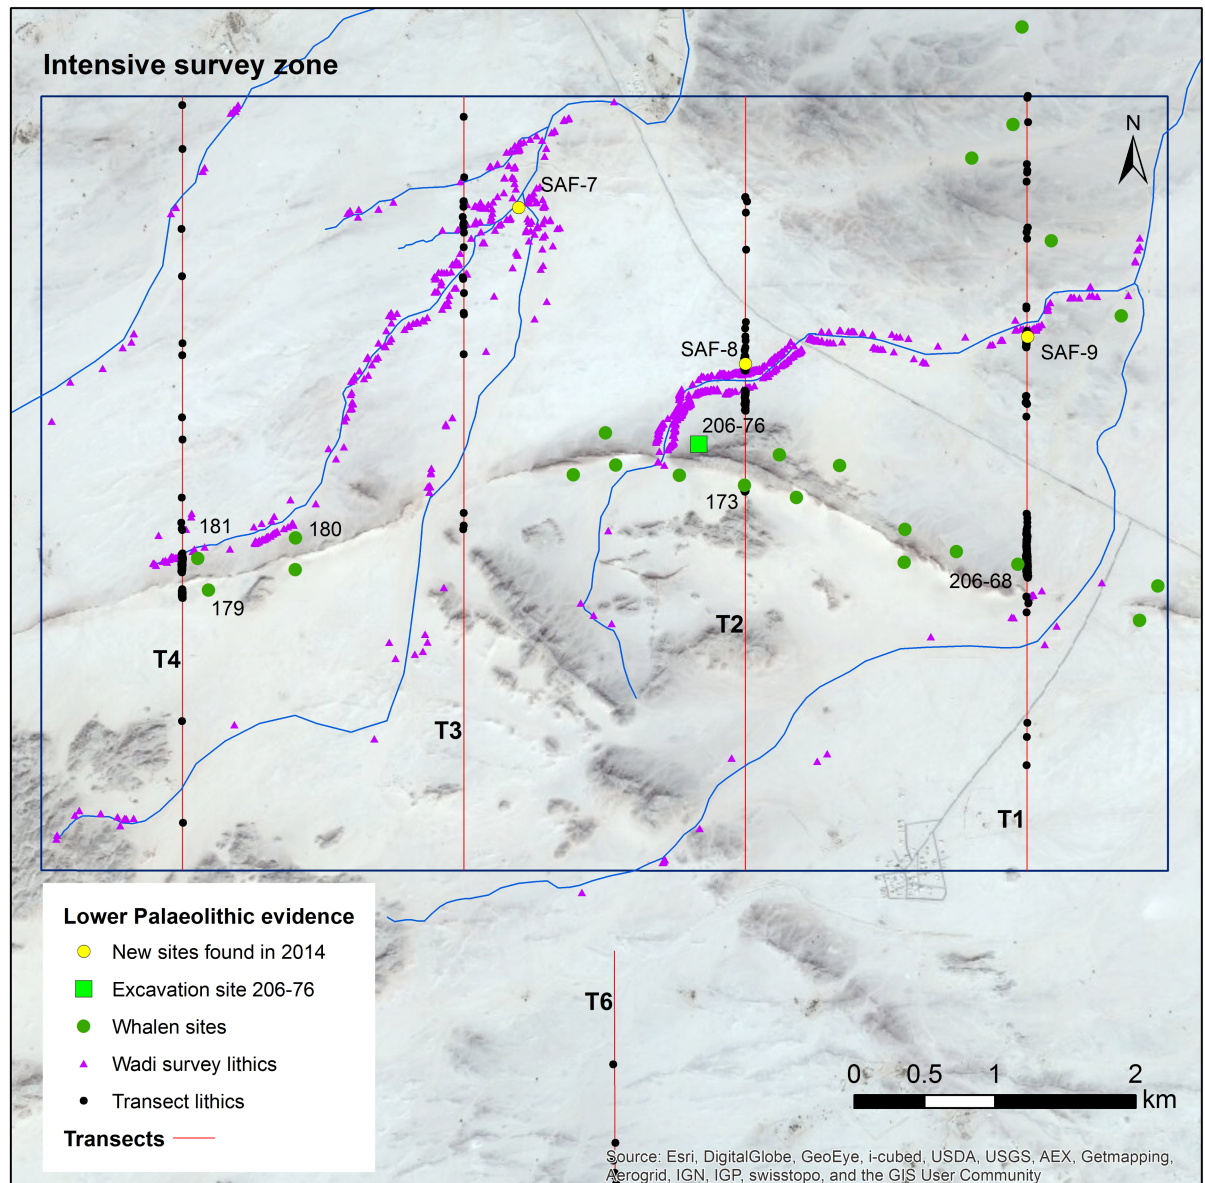 Intensive survey zone
N
SAF-7
SAF-8
SAF-9
206-76
173
181
180
206-68
179
T2
T4
T3
T1
Lower Palaeolithic evidence
New sites found in 2014
Excavation site 206-76
Whalen sites
Wadi survey lithics
Transect lithics
Transects
T6
0 0.5 1 2
km
Source: Esri, DigitalGlobe, GeoEye, i-cubed, USDA, USGS, AEX, Getmapping,
Aerogrid, IGN, IGP, swisstopo, and the GIS User Community